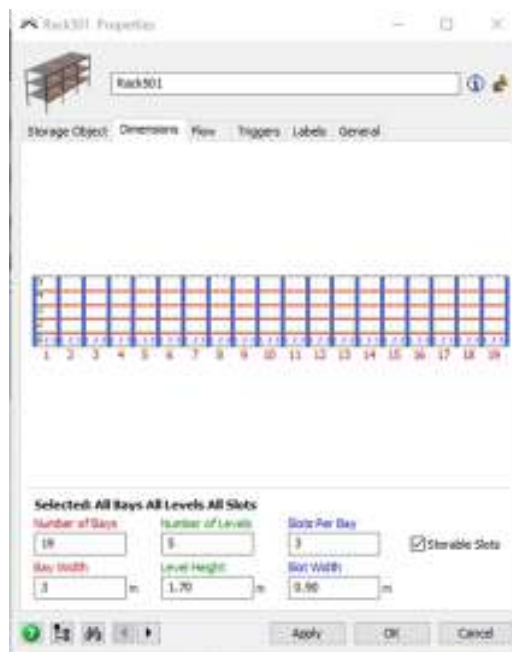 Rack501 Properties
Rack501
Storage Object Dimensions Flow Triggers Labels General
1 2 3 4 5 6 7 8 9 10 11 12 13 14 15 16 17 18 19
Selected: All Bays All Levels All Slots
Number of Bays Number of Levels Slots Per Bay
19 5 3 Storable Slots
Bay Width Level Height Slot Width
3 m 1.70 m 0.90 m
Apply OK Cancel